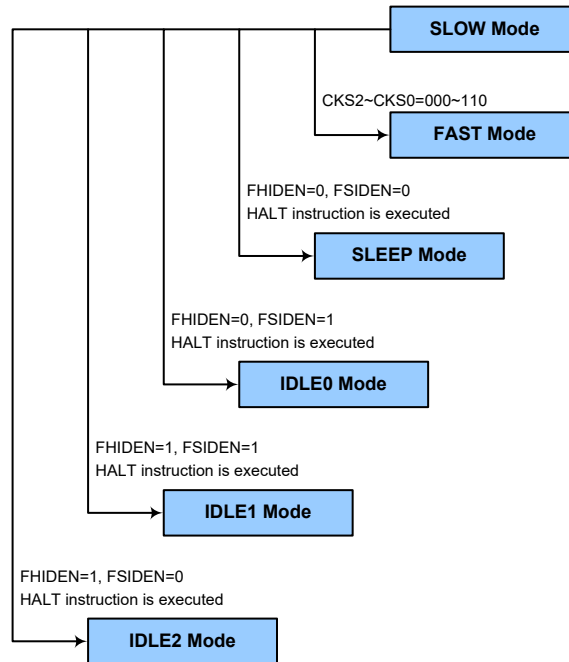 SLOW Mode
CKS2~CKS0=000~110
FAST Mode
FHIDEN=0, FSIDEN=0
HALT instruction is executed
SLEEP Mode
FHIDEN=0, FSIDEN=1
HALT instruction is executed
IDLE0 Mode
FHIDEN=1, FSIDEN=1
HALT instruction is executed
IDLE1 Mode
FHIDEN=1, FSIDEN=0
HALT instruction is executed
IDLE2 Mode